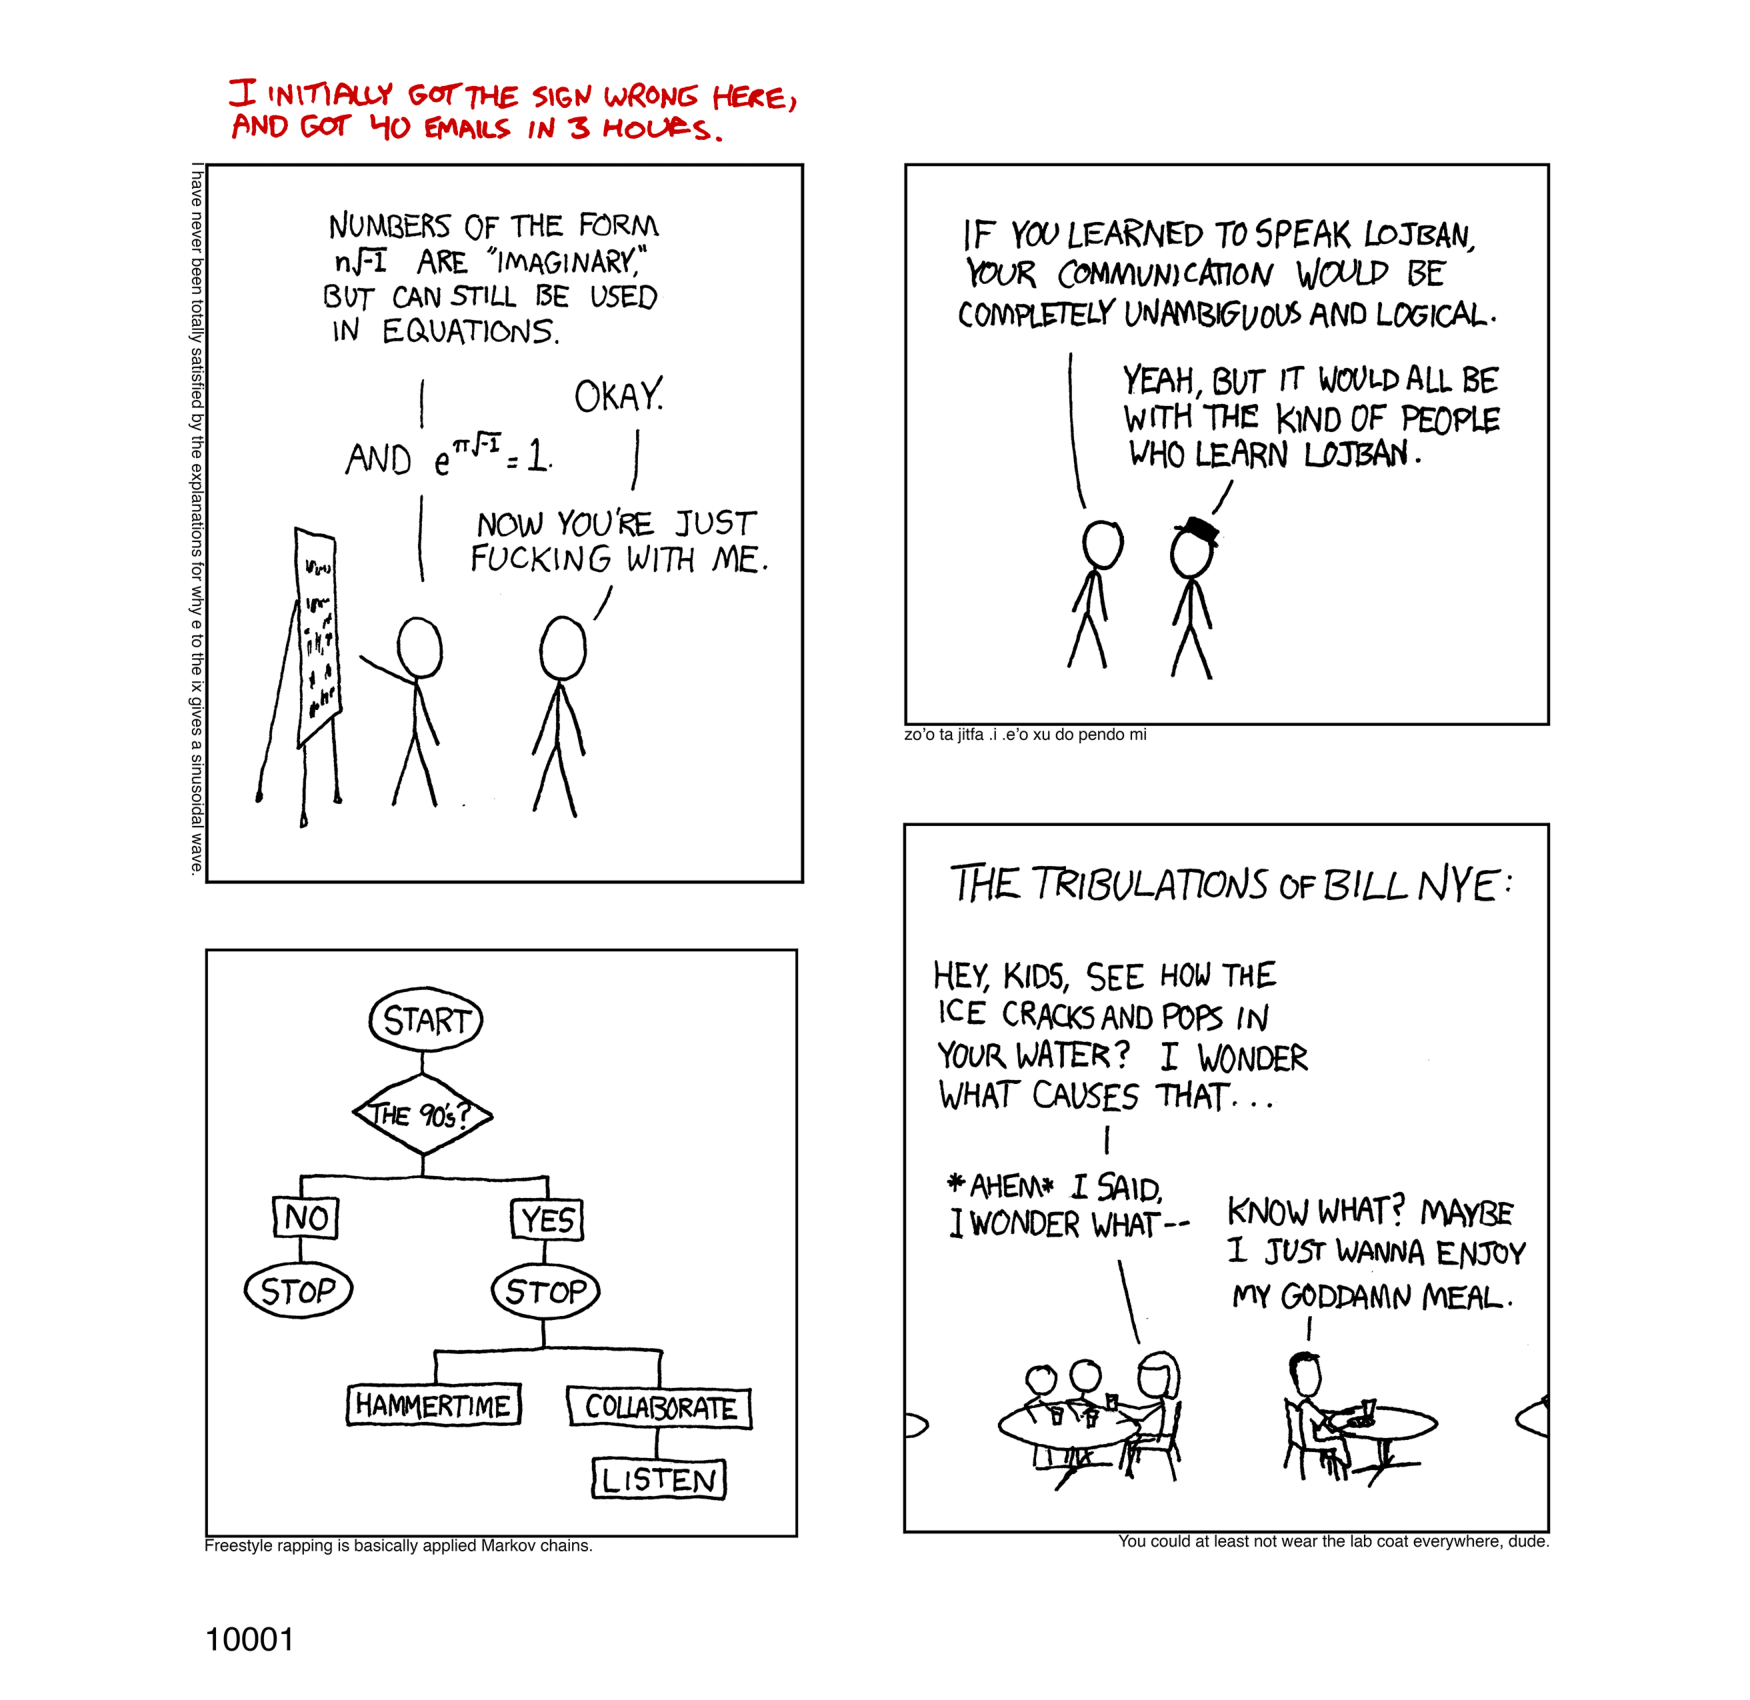 I INITIALLY GOT THE SIGN WRONG HERE,
AND GOT 40 EMAILS IN 3 HOURS.
I have never been totally satisfied by the explanations for why e to the ix gives a sinusoidal wave.
NUMBERS OF THE FORM
n√-1 ARE "IMAGINARY,"
BUT CAN STILL BE USED
IN EQUATIONS.
OKAY.
AND e^π√-1 = 1.
NOW YOU'RE JUST
FUCKING WITH ME.
IF YOU LEARNED TO SPEAK LOJBAN,
YOUR COMMUNICATION WOULD BE
COMPLETELY UNAMBIGUOUS AND LOGICAL.
YEAH, BUT IT WOULD ALL BE
WITH THE KIND OF PEOPLE
WHO LEARN LOJBAN.
zo'o ta jitfa .i .e'o xu do pendo mi
START
THE 90's?
NO
YES
STOP
STOP
HAMMERTIME
COLLABORATE
LISTEN
Freestyle rapping is basically applied Markov chains.
THE TRIBULATIONS OF BILL NYE:
HEY, KIDS, SEE HOW THE
ICE CRACKS AND POPS IN
YOUR WATER? I WONDER
WHAT CAUSES THAT...
*AHEM* I SAID,
I WONDER WHAT--
KNOW WHAT? MAYBE
I JUST WANNA ENJOY
MY GODDAMN MEAL.
You could at least not wear the lab coat everywhere, dude.
10001